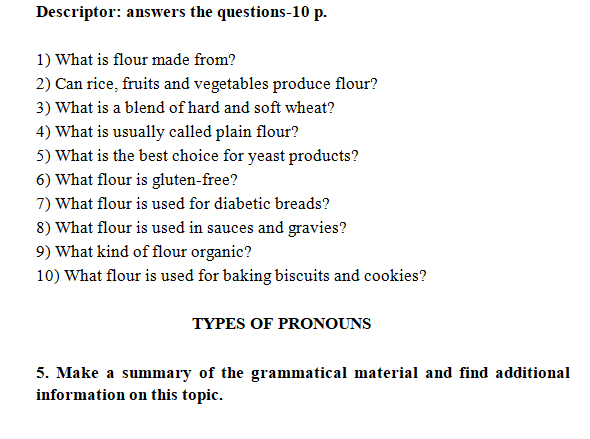 Descriptor: answers the questions-10 p.
1) What is flour made from?
2) Can rice, fruits and vegetables produce flour?
3) What is a blend of hard and soft wheat?
4) What is usually called plain flour?
5) What is the best choice for yeast products?
6) What flour is gluten-free?
7) What flour is used for diabetic breads?
8) What flour is used in sauces and gravies?
9) What kind of flour organic?
10) What flour is used for baking biscuits and cookies?
TYPES OF PRONOUNS
5. Make a summary of the grammatical material and find additional
information on this topic.